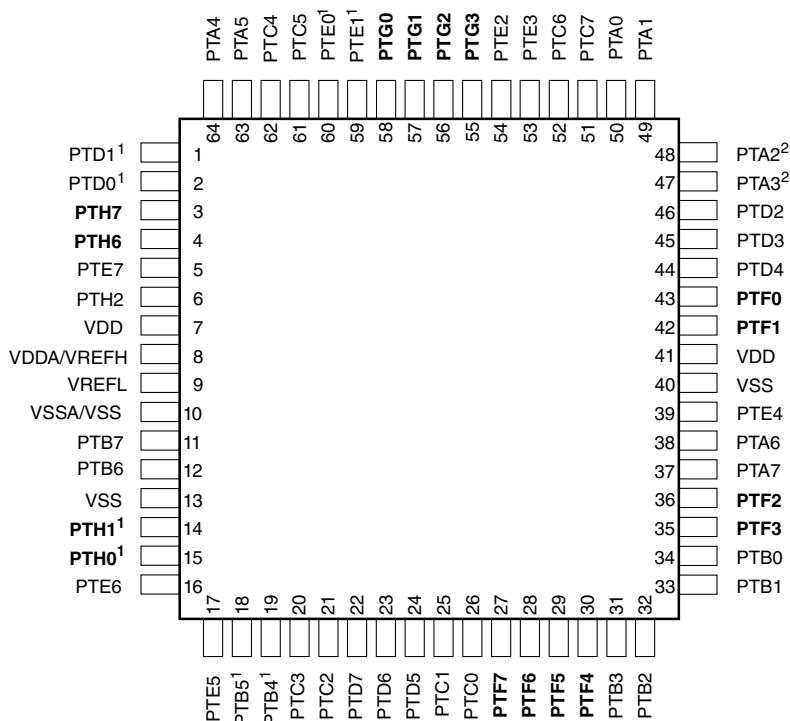 PTA4 PTA5 PTC4 PTC5 PTE0¹ PTE1¹ PTG0 PTG1 PTG2 PTG3 PTE2 PTE3 PTC6 PTC7 PTA0 PTA1
64 63 62 61 60 59 58 57 56 55 54 53 52 51 50 49
PTD1¹ 1 48 PTA2²
PTD0¹ 2 47 PTA3²
PTH7 3 46 PTD2
PTH6 4 45 PTD3
PTE7 5 44 PTD4
PTH2 6 43 PTF0
VDD 7 42 PTF1
VDDA/VREFH 8 41 VDD
VREFL 9 40 VSS
VSSA/VSS 10 39 PTE4
PTB7 11 38 PTA6
PTB6 12 37 PTA7
VSS 13 36 PTF2
PTH1¹ 14 35 PTF3
PTH0¹ 15 34 PTB0
PTE6 16 33 PTB1
17 18 19 20 21 22 23 24 25 26 27 28 29 30 31 32
PTE5 PTB5¹ PTB4¹ PTC3 PTC2 PTD7 PTD6 PTD5 PTC1 PTC0 PTF7 PTF6 PTF5 PTF4 PTB3 PTB2